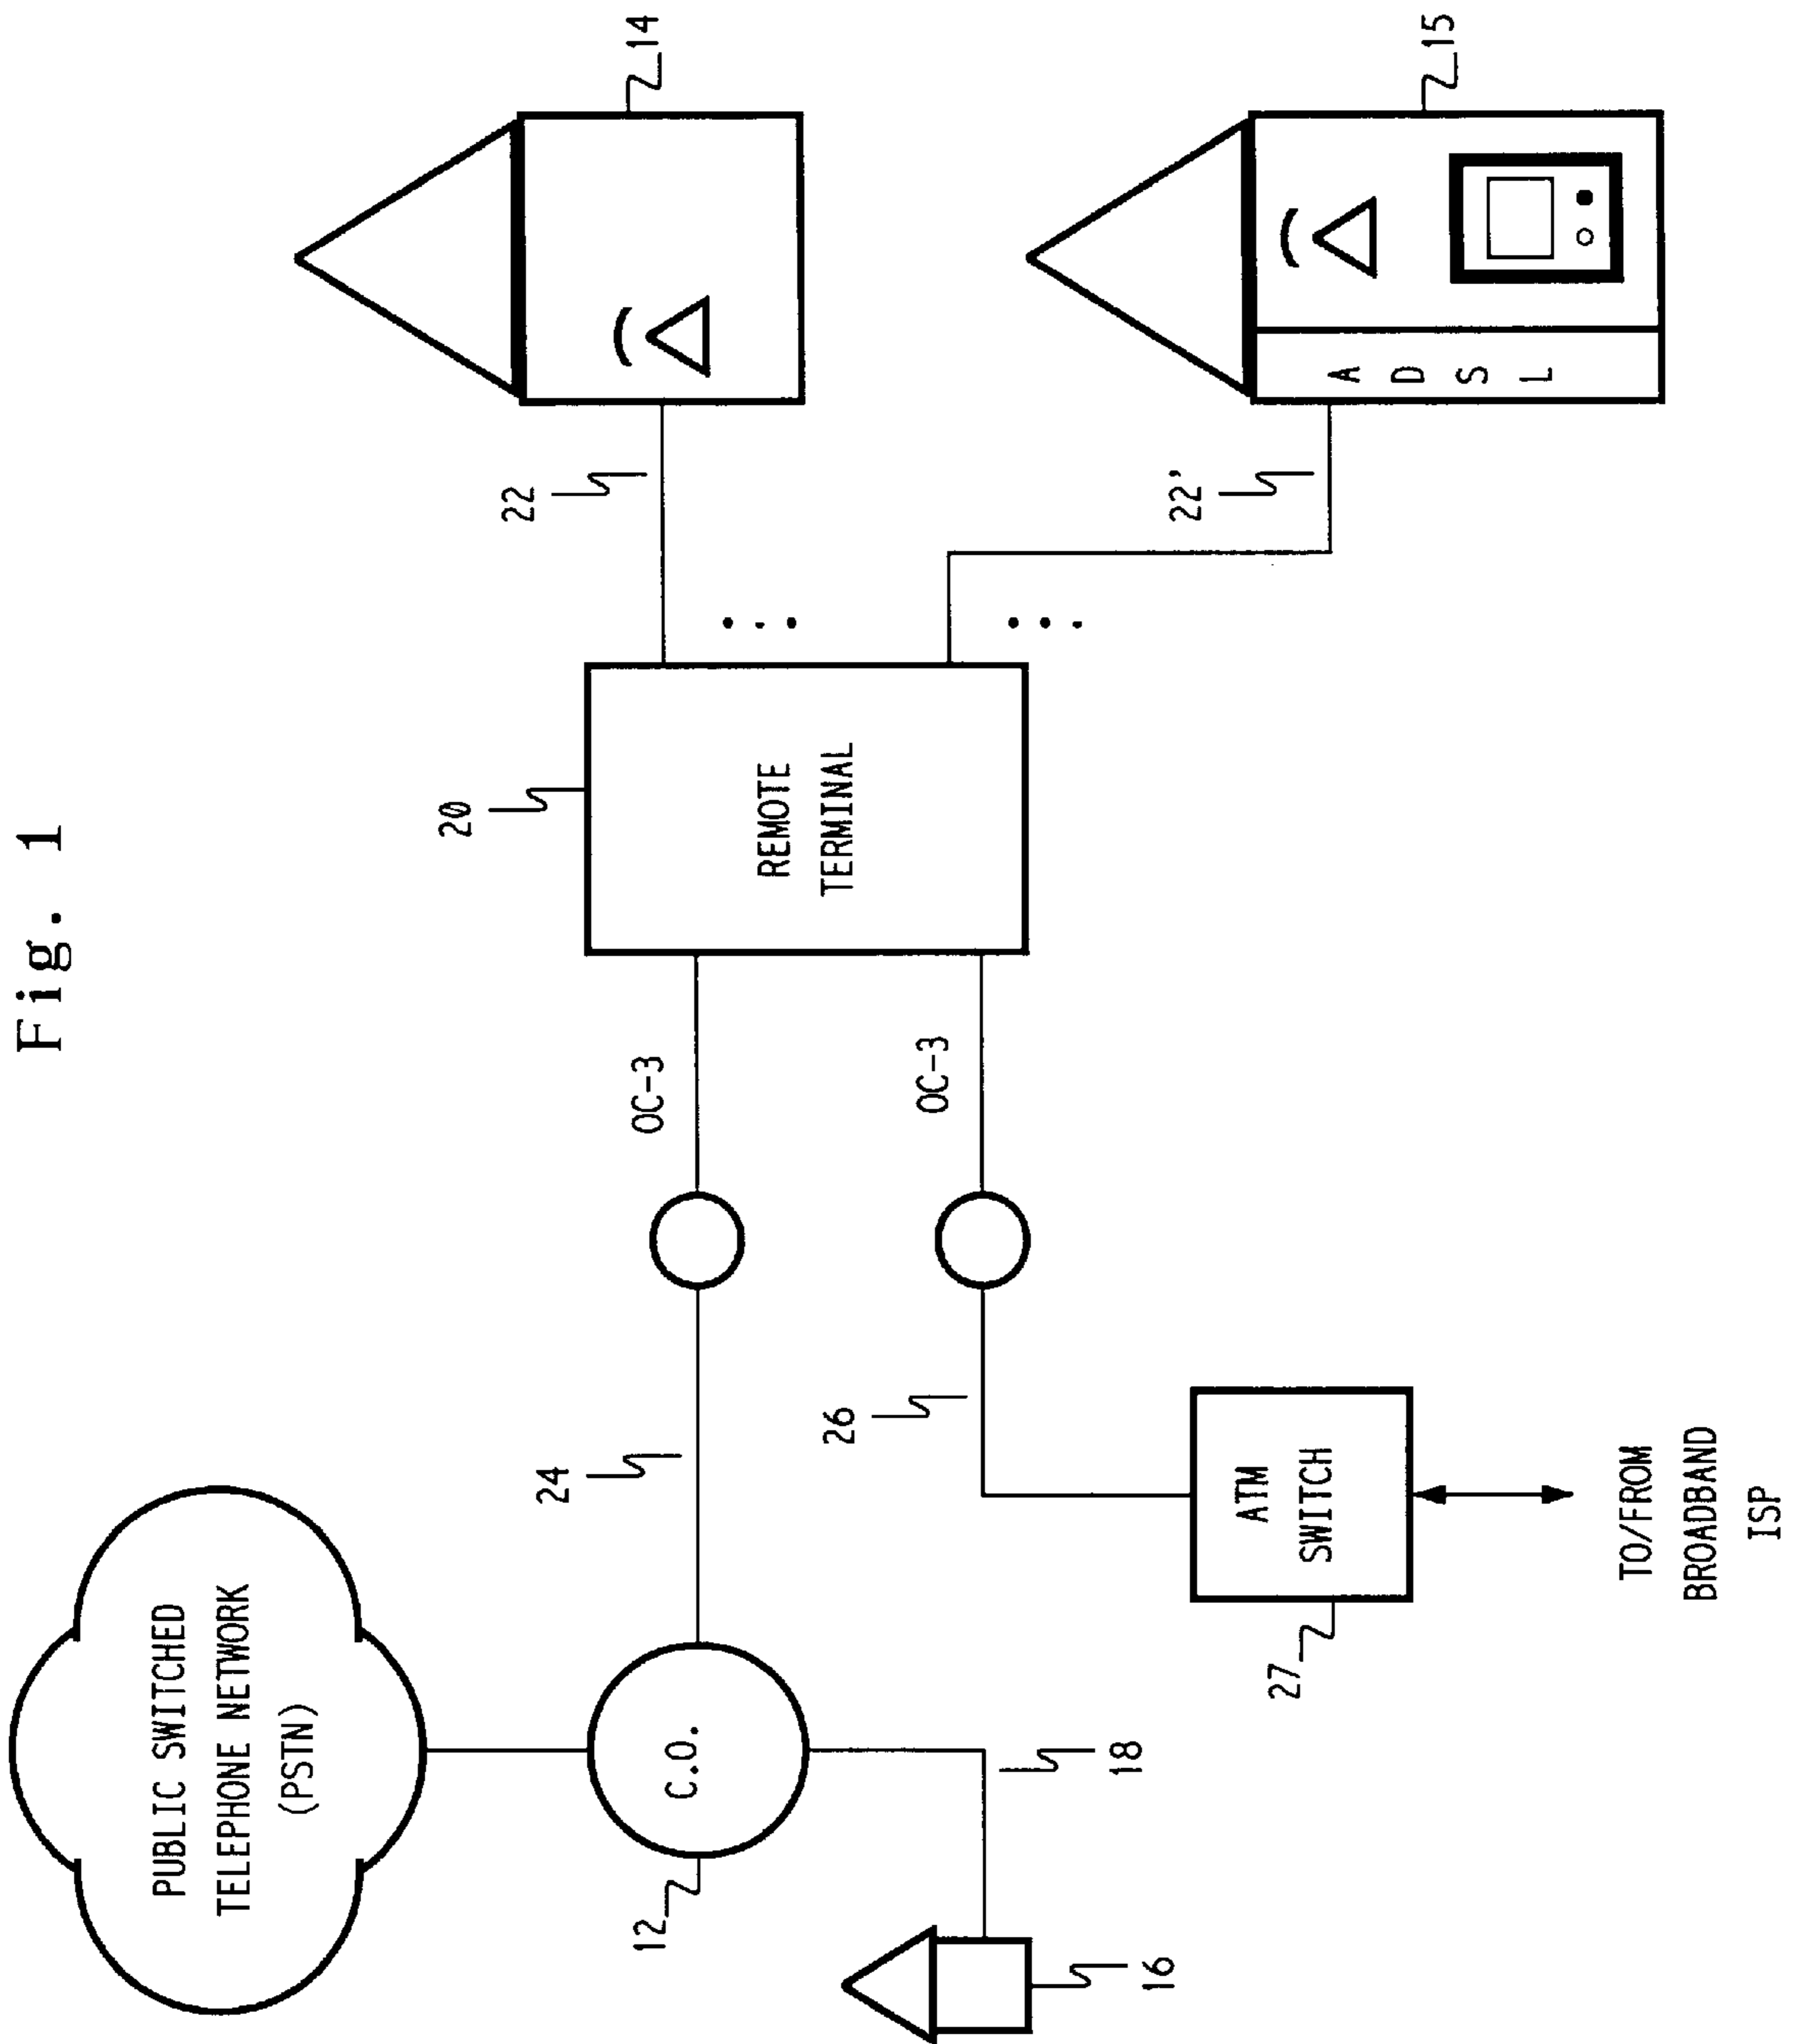 Fig. 1
PUBLIC SWITCHED
TELEPHONE NETWORK
(PSTN)
C.O.
12
16
18
24
OC-3
26
OC-3
ATM
SWITCH
27
TO/FROM
BROADBAND
ISP
20
REMOTE
TERMINAL
22
14
22'
A
D
S
L
15